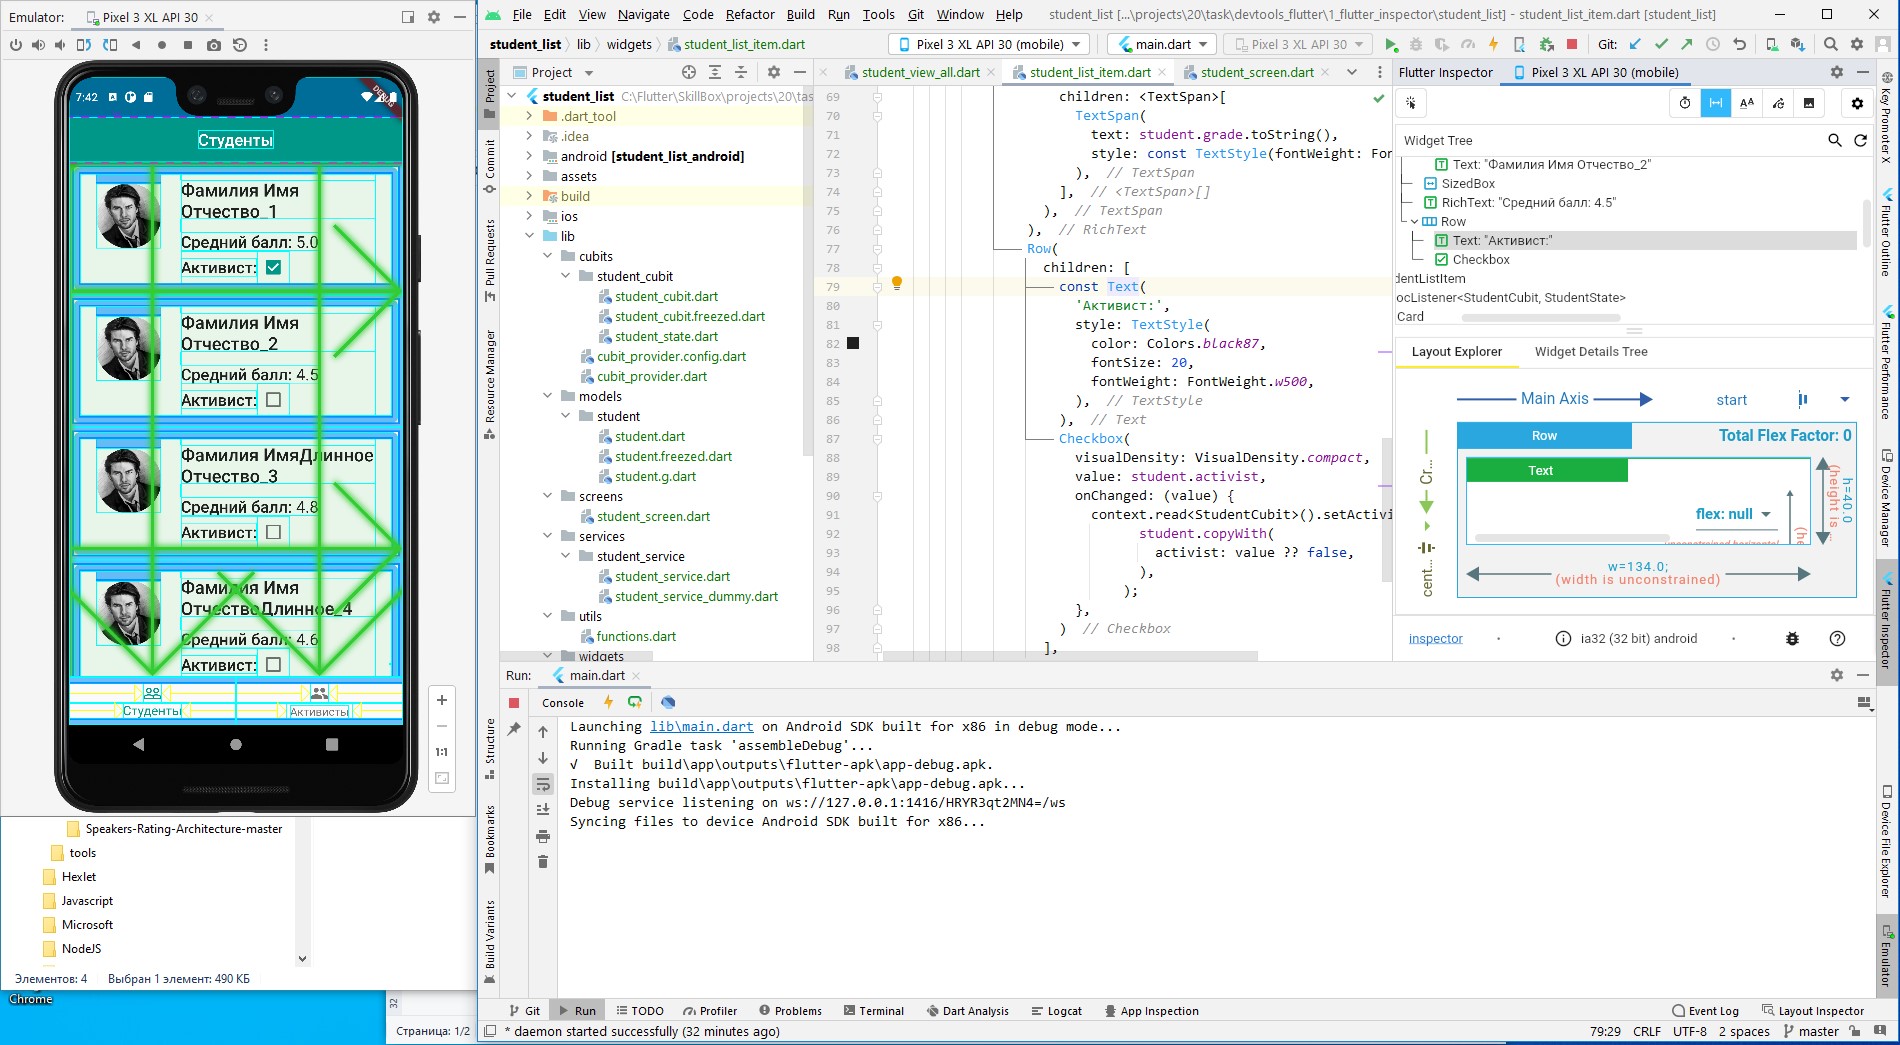 Emulator:
Pixel 3 XL API 30
7:42
DEBUG
Студенты
Фамилия Имя
Отчество_1
Средний балл: 5.0
Активист:
Фамилия Имя
Отчество_2
Средний балл: 4.5
Активист:
Фамилия ИмяДлинное
Отчество_3
Средний балл: 4.8
Активист:
Фамилия Имя
ОтчествоДлинное_4
Средний балл: 4.6
Активист:
Студенты
Активисты
1:1
Speakers-Rating-Architecture-master
tools
Hexlet
Javascript
Microsoft
NodeJS
Элементов: 4 Выбран 1 элемент: 490 КБ
Chrome
32
Страница: 1/2
File Edit View Navigate Code Refactor Build Run Tools Git Window Help
student_list [...\projects\20\task\devtools_flutter\1_flutter_inspector\student_list] - student_list_item.dart [student_list]
student_list lib widgets student_list_item.dart
Pixel 3 XL API 30 (mobile)
main.dart
Pixel 3 XL API 30
Git:
Project
Commit
Pull Requests
Resource Manager
Structure
Bookmarks
Build Variants
Project
student_list C:\Flutter\SkillBox\projects\20\tas
.dart_tool
.idea
android [student_list_android]
assets
build
ios
lib
cubits
student_cubit
student_cubit.dart
student_cubit.freezed.dart
student_state.dart
cubit_provider.config.dart
cubit_provider.dart
models
student
student.dart
student.freezed.dart
student.g.dart
screens
student_screen.dart
services
student_service
student_service.dart
student_service_dummy.dart
utils
functions.dart
widgets
student_view_all.dart
student_list_item.dart
student_screen.dart
69 children: <TextSpan>[
70 TextSpan(
71 text: student.grade.toString(),
72 style: const TextStyle(fontWeight: Fon
73 ), // TextSpan
74 ], // <TextSpan>[]
75 ), // TextSpan
76 ), // RichText
77 Row(
78 children: [
79 const Text(
80 'Активист:',
81 style: TextStyle(
82 color: Colors.black87,
83 fontSize: 20,
84 fontWeight: FontWeight.w500,
85 ), // TextStyle
86 ), // Text
87 Checkbox(
88 visualDensity: VisualDensity.compact,
89 value: student.activist,
90 onChanged: (value) {
91 context.read<StudentCubit>().setActivi
92 student.copyWith(
93 activist: value ?? false,
94 ),
95 );
96 },
97 ) // Checkbox
98 ],
Flutter Inspector
Pixel 3 XL API 30 (mobile)
Widget Tree
Text: "Фамилия Имя Отчество_2"
SizedBox
RichText: "Средний балл: 4.5"
Row
Text: "Активист:"
Checkbox
dentListItem
ocListener<StudentCubit, StudentState>
Card
Layout Explorer
Widget Details Tree
Main Axis
start
Row
Total Flex Factor: 0
Text
flex: null
Cr...
cent...
h=40.0
(height is
w=134.0;
(width is unconstrained)
inspector
ia32 (32 bit) android
Key Promoter X
Flutter Outline
Flutter Performance
Device Manager
Flutter Inspector
Device File Explorer
Emulator
Run:
main.dart
Console
Launching lib\main.dart on Android SDK built for x86 in debug mode...
Running Gradle task 'assembleDebug'...
√ Built build\app\outputs\flutter-apk\app-debug.apk.
Installing build\app\outputs\flutter-apk\app-debug.apk...
Debug service listening on ws://127.0.0.1:1416/HRYR3qt2MN4=/ws
Syncing files to device Android SDK built for x86...
Git Run TODO Profiler Problems Terminal Dart Analysis Logcat App Inspection
Event Log Layout Inspector
* daemon started successfully (32 minutes ago)
79:29 CRLF UTF-8 2 spaces master